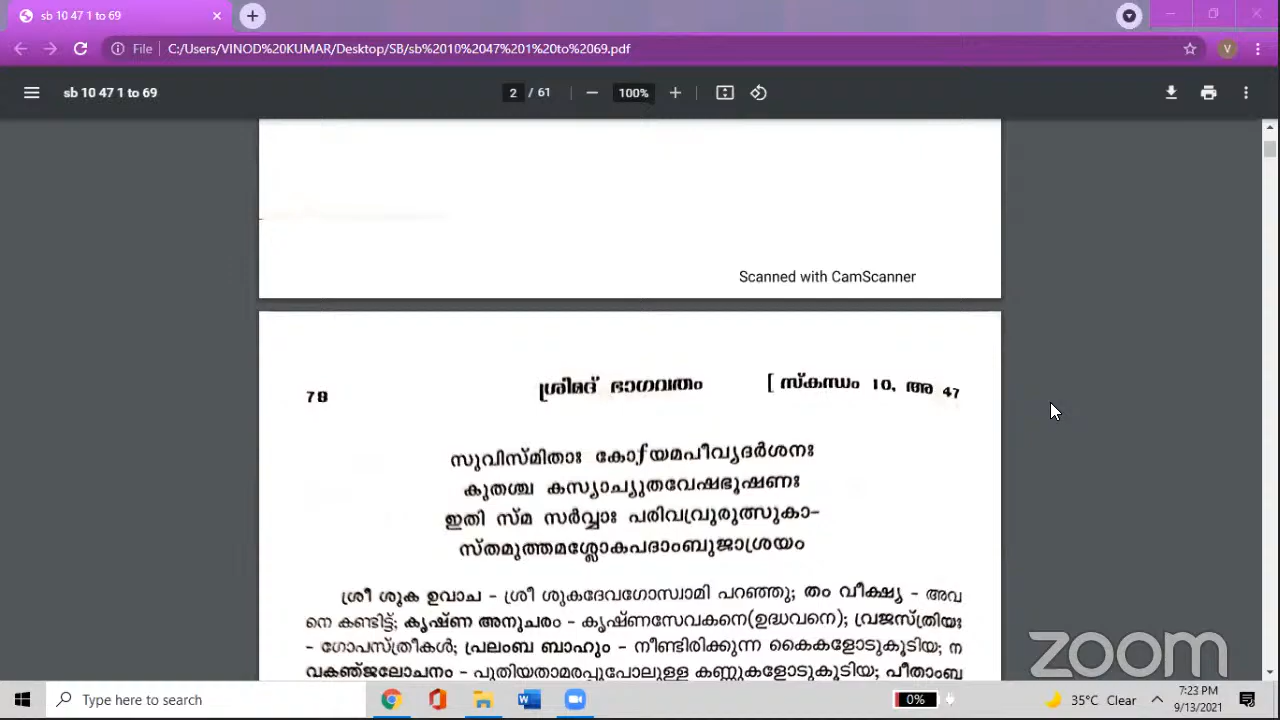 sb 10 47 1 to 69
File C:/Users/VINOD%20KUMAR/Desktop/SB/sb%2010%2047%201%20to%2069.pdf V
sb 10 47 1 to 69 2 / 61 100%
Scanned with CamScanner
78 ശ്രീമദ് ഭാഗവതം [ സ്കന്ധം 10, അ 47
സുവിസ്മിതാഃ കോƒയമപീവ്യദർശനഃ
കുതശ്ച കസ്യാച്യുതവേഷഭൂഷണഃ
ഇതി സ്മ സർവ്വാഃ പരിവവ്രുരുത്സുകാ-
സ്തമുത്തമശ്ലോകപദാംബുജാശ്രയം
ശ്രീ ശുക ഉവാച - ശ്രീ ശുകദേവഗോസ്വാമി പറഞ്ഞു; തം വീക്ഷ്യ - അവ
നെ കണ്ടിട്ട്; കൃഷ്ണ അനുചരം - കൃഷ്ണസേവകനെ(ഉദ്ധവനെ); വ്രജസ്ത്രിയഃ
- ഗോപസ്ത്രീകൾ; പ്രലംബ ബാഹും - നീണ്ടിരിക്കുന്ന കൈകളോടുകൂടിയ; ന
വകഞ്ജലോചനം - പുതിയതാമരപ്പൂപോലുള്ള കണ്ണുകളോടുകൂടിയ; പീതാംബ
zoom
Type here to search 0% 35°C Clear 7:23 PM
9/13/2021